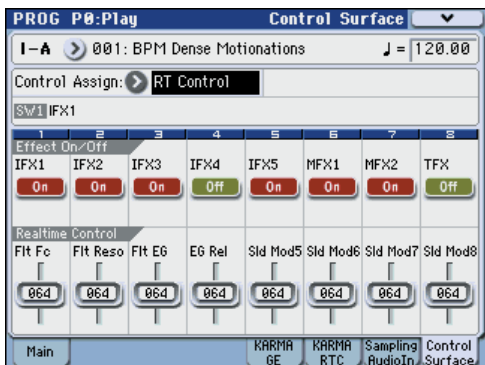 PROG P0:Play Control Surface
I-A 001: BPM Dense Motionations ♩= 120.00
Control Assign: RT Control
SW1 IFX1
1 2 3 4 5 6 7 8
Effect On/Off
IFX1 IFX2 IFX3 IFX4 IFX5 MFX1 MFX2 TFX
On On On Off On On On Off
Realtime Control
Flt Fc Flt Reso Flt EG EG Rel Sld Mod5 Sld Mod6 Sld Mod7 Sld Mod8
064 064 064 064 064 064 064 064
Main KARMA GE KARMA RTC Sampling AudioIn Control Surface